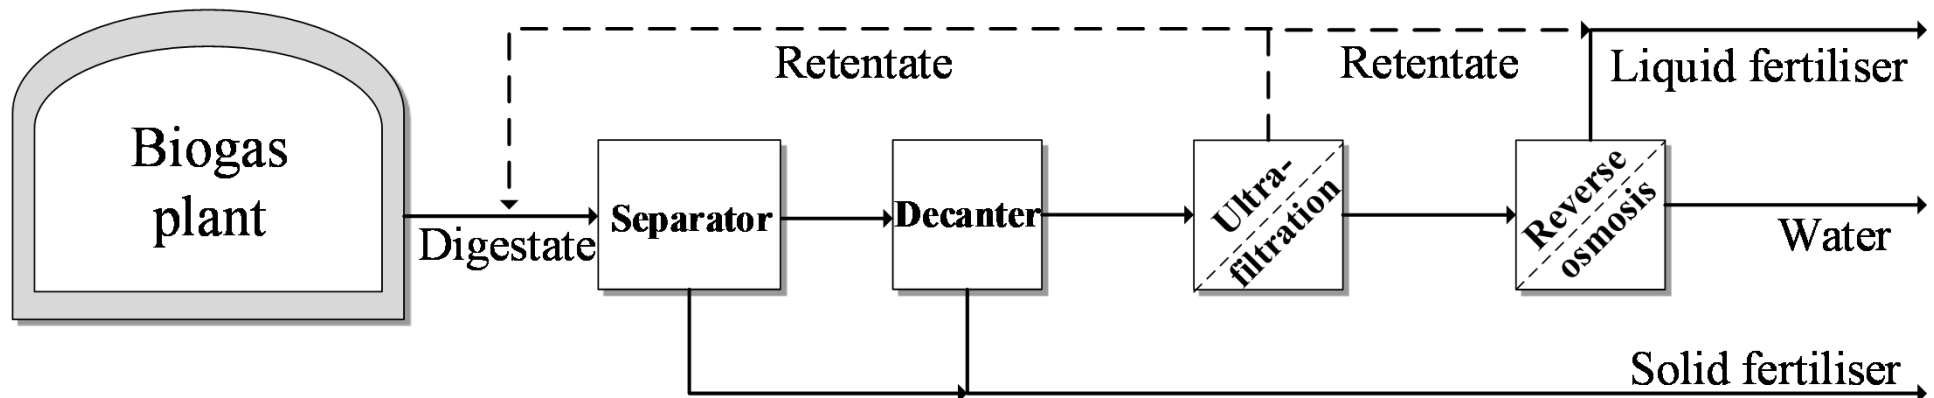 Biogas
plant
Digestate
Retentate
Retentate
Separator
Decanter
Ultra-
filtration
Reverse
osmosis
Liquid fertiliser
Water
Solid fertiliser